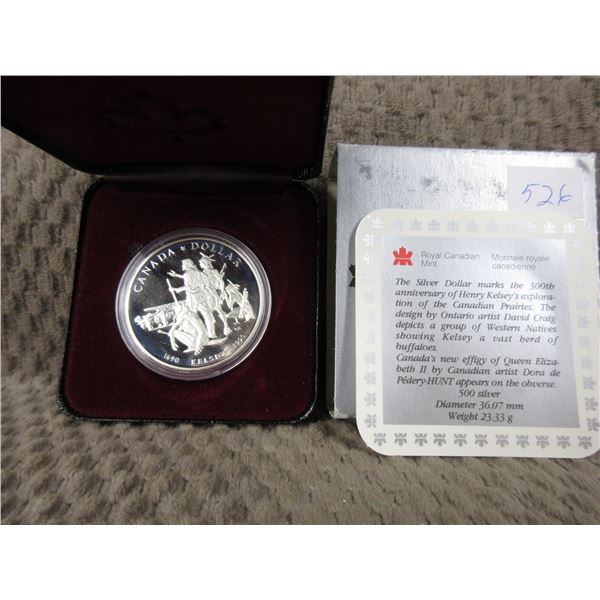 CANADA DOLLAR
1690 KELSEY 1990
526
Royal Canadian Mint
Monnaie royale canadienne
The Silver Dollar marks the 300th
anniversary of Henry Kelsey's explora-
tion of the Canadian Prairies. The
design by Ontario artist David Craig
depicts a group of Western Natives
showing Kelsey a vast herd of
buffaloes.
Canada's new effigy of Queen Eliza-
beth II by Canadian artist Dora de
Pédery-HUNT appears on the obverse.
500 silver
Diameter 36.07 mm
Weight 23.33 g